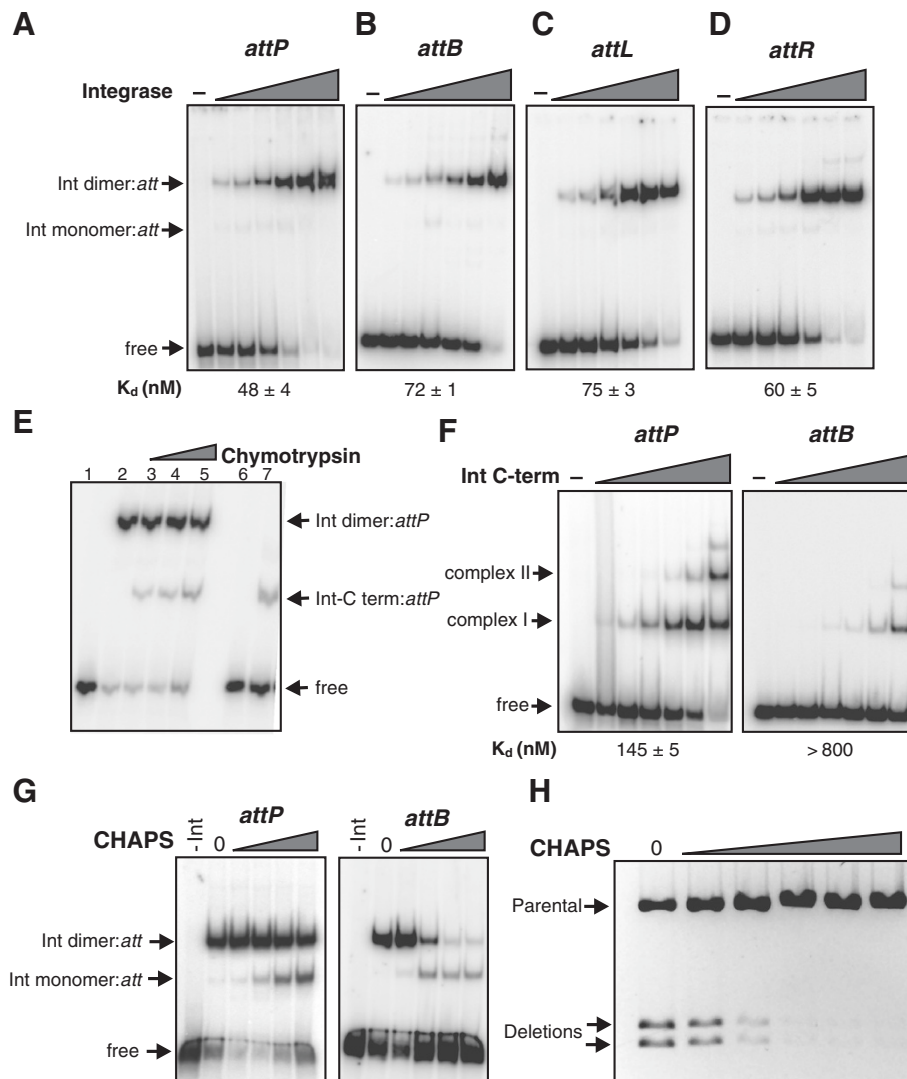 A
attP
Integrase
–
Int dimer:att
Int monomer:att
free
Kd (nM)
48 ± 4
B
attB
–
72 ± 1
C
attL
–
75 ± 3
D
attR
–
60 ± 5
E
Chymotrypsin
1 2 3 4 5 6 7
Int dimer:attP
Int-C term:attP
free
F
attP
attB
Int C-term
–
–
complex II
complex I
free
Kd (nM)
145 ± 5
> 800
G
attP
attB
CHAPS
- Int
0
- Int
0
Int dimer:att
Int monomer:att
free
H
CHAPS
0
Parental
Deletions